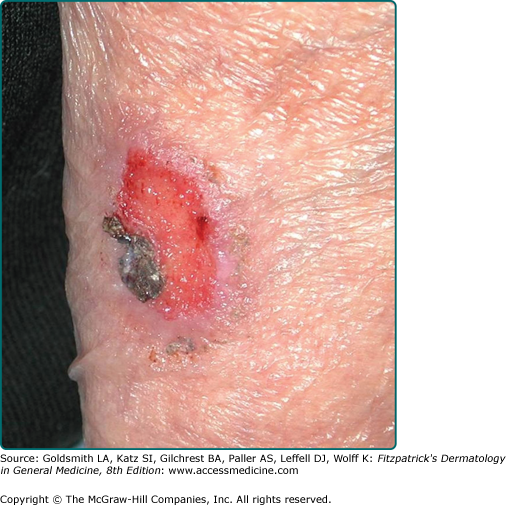 Source: Goldsmith LA, Katz SI, Gilchrest BA, Paller AS, Leffell DJ, Wolff K: Fitzpatrick's Dermatology
in General Medicine, 8th Edition: www.accessmedicine.com
Copyright © The McGraw-Hill Companies, Inc. All rights reserved.